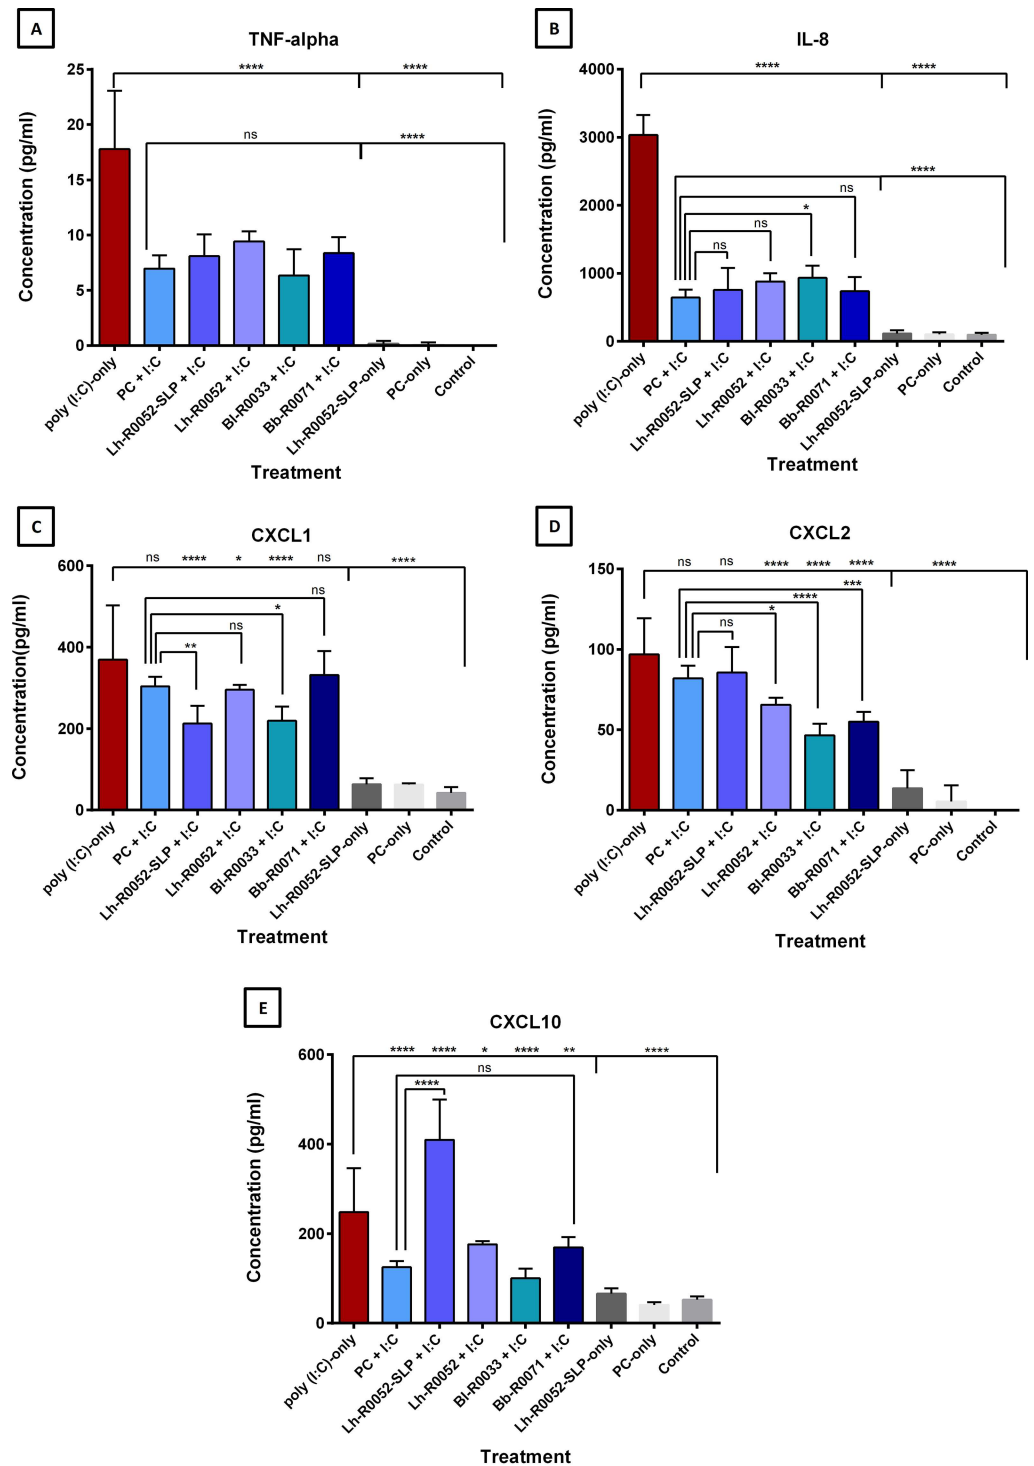 A
TNF-alpha
**** ****
25
20
15
10
5
0
ns ****
Concentration (pg/ml)
poly (I:C)-only
PC + I:C
Lh-R0052-SLP + I:C
Lh-R0052 + I:C
BI-R0033 + I:C
Bb-R0071 + I:C
Lh-R0052-SLP-only
PC-only
Control
Treatment
B
IL-8
**** ****
4000
3000
2000
1000
0
****
ns
*
ns
ns
Concentration (pg/ml)
poly (I:C)-only
PC + I:C
Lh-R0052-SLP + I:C
Lh-R0052 + I:C
BI-R0033 + I:C
Bb-R0071 + I:C
Lh-R0052-SLP-only
PC-only
Control
Treatment
C
CXCL1
ns **** * **** ns ****
600
400
200
0
ns
*
ns
**
Concentration(pg/ml)
poly (I:C)-only
PC + I:C
Lh-R0052-SLP + I:C
Lh-R0052 + I:C
BI-R0033 + I:C
Bb-R0071 + I:C
Lh-R0052-SLP-only
PC-only
Control
Treatment
D
CXCL2
ns ns **** **** **** ****
150
100
50
0
***
****
*
ns
Concentration (pg/ml)
poly (I:C)-only
PC + I:C
Lh-R0052-SLP + I:C
Lh-R0052 + I:C
BI-R0033 + I:C
Bb-R0071 + I:C
Lh-R0052-SLP-only
PC-only
Control
Treatment
E
CXCL10
**** **** * **** ** ****
600
400
200
0
ns
****
Concentration (pg/ml)
poly (I:C)-only
PC + I:C
Lh-R0052-SLP + I:C
Lh-R0052 + I:C
BI-R0033 + I:C
Bb-R0071 + I:C
Lh-R0052-SLP-only
PC-only
Control
Treatment